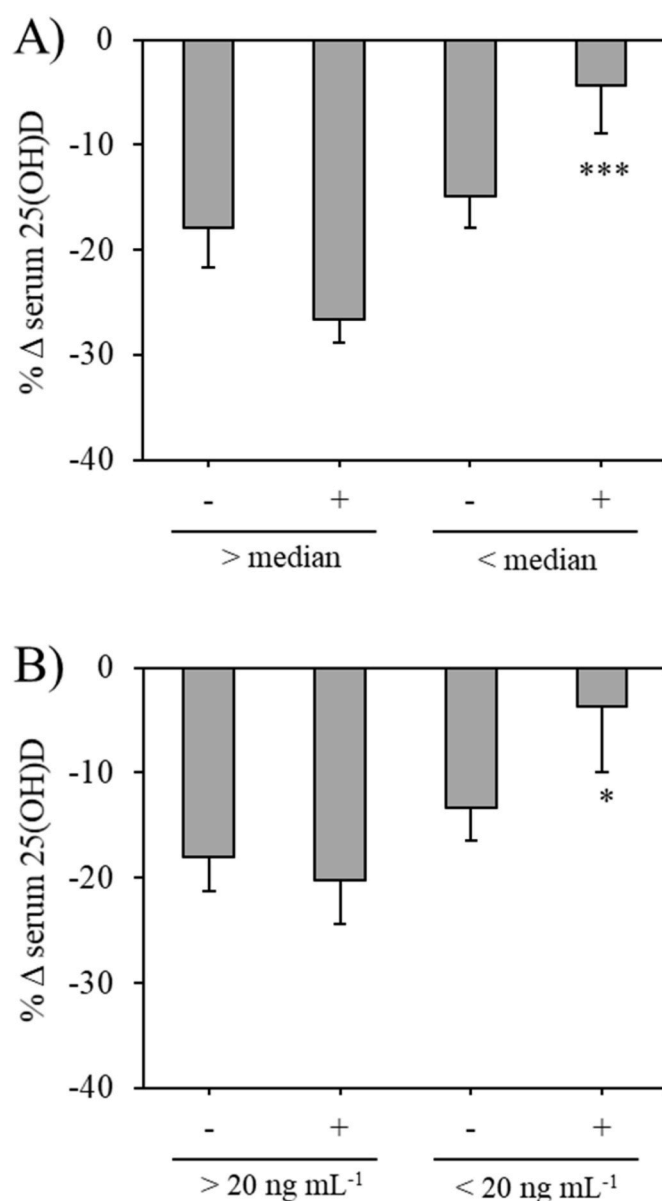 A)
% Δ serum 25(OH)D
0
-10
-20
-30
-40
***
- + - +
> median < median
B)
% Δ serum 25(OH)D
0
-10
-20
-30
-40
*
- + - +
> 20 ng mL⁻¹ < 20 ng mL⁻¹